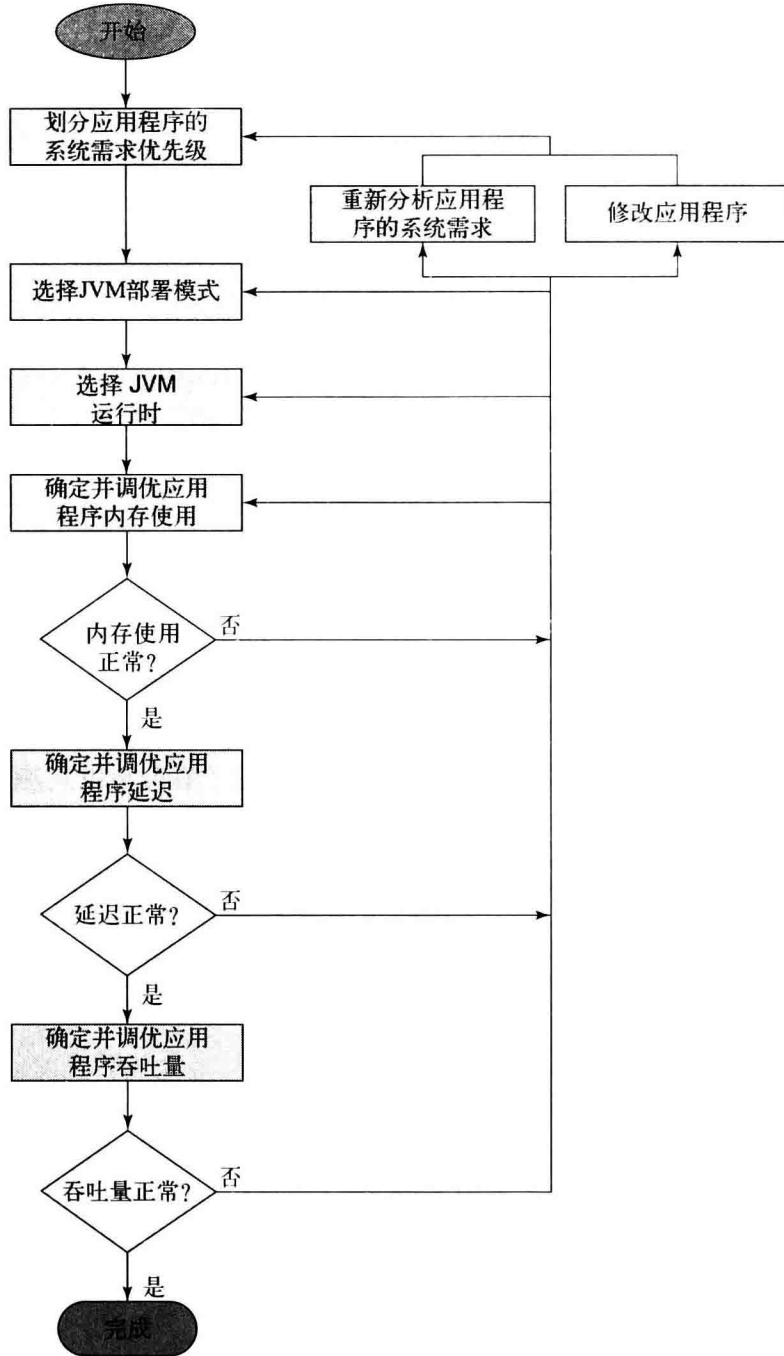 开始
划分应用程序的
系统需求优先级
重新分析应用程
序的系统需求
修改应用程序
选择JVM部署模式
选择 JVM
运行时
确定并调优应用
程序内存使用
内存使用
正常?
否
是
确定并调优应用
程序延迟
延迟正常?
否
是
确定并调优应用
程序吞吐量
吞吐量正常?
否
是
完成